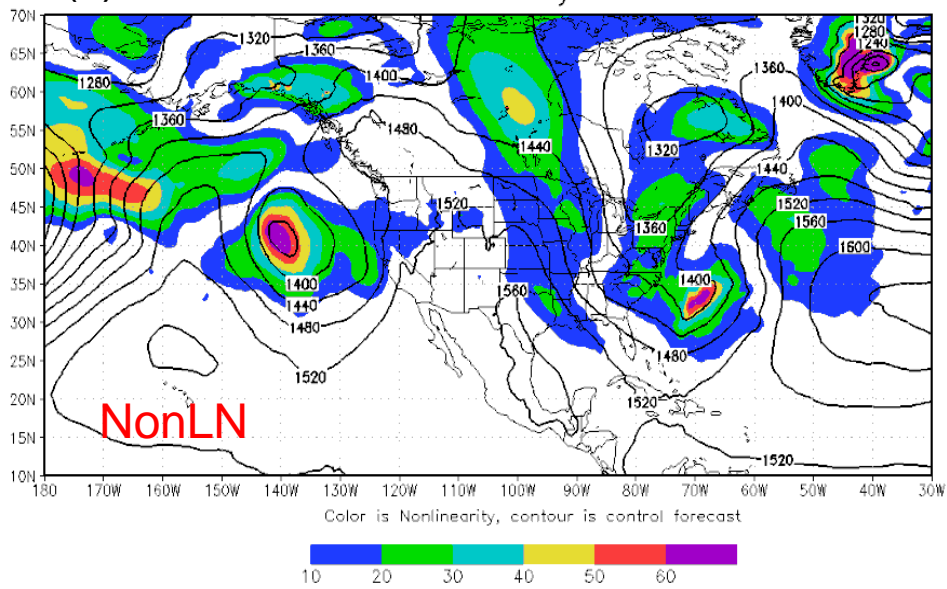 70N
65N
60N
55N
50N
45N
40N
35N
30N
25N
20N
15N
10N
1320
1360
1400
1280
1360
1480
1440
1320
1280
1240
1360
1400
1320
1440
1520
1520
1560
1360
1600
1400
1440
1480
1560
1400
1480
1520
1520
1520
NonLN
180 170W 160W 150W 140W 130W 120W 110W 100W 90W 80W 70W 60W 50W 40W 30W
Color is Nonlinearity, contour is control forecast
10 20 30 40 50 60